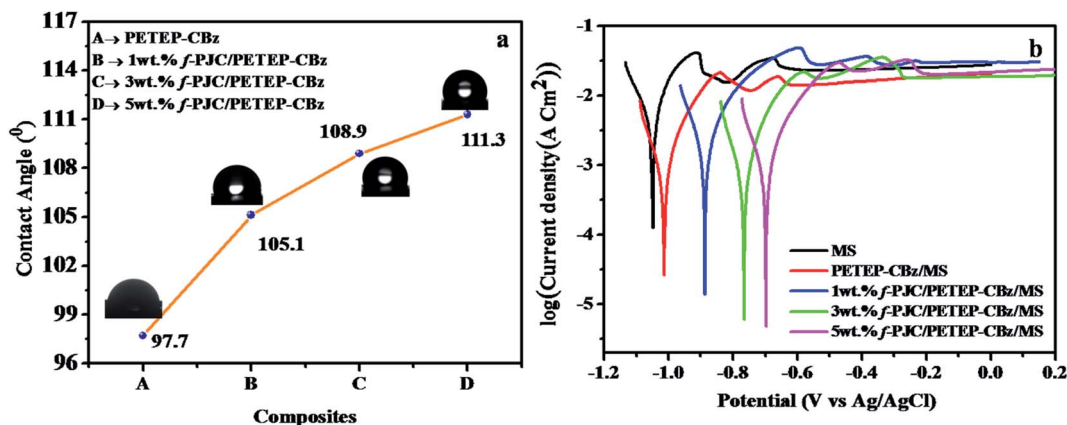 a
A→ PETEP-CBz
B → 1wt.% f-PJC/PETEP-CBz
C→ 3wt.% f-PJC/PETEP-CBz
D→ 5wt.% f-PJC/PETEP-CBz
117
114
111
108
105
102
99
96
Contact Angle (⁰)
97.7
105.1
108.9
111.3
A B C D
Composites
b
-1
-2
-3
-4
-5
log(Current density(A Cm⁻²)
MS
PETEP-CBz/MS
1wt.% f-PJC/PETEP-CBz/MS
3wt.% f-PJC/PETEP-CBz/MS
5wt.% f-PJC/PETEP-CBz/MS
-1.2 -1.0 -0.8 -0.6 -0.4 -0.2 0.0 0.2
Potential (V vs Ag/AgCl)